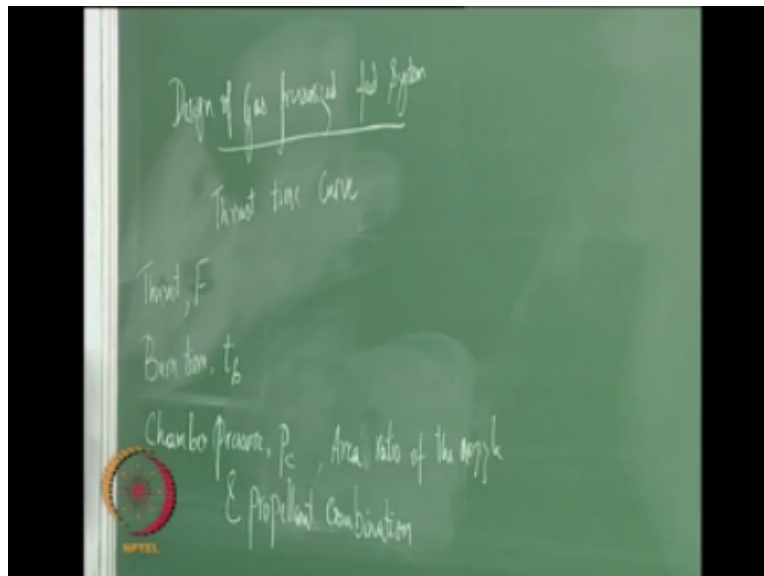 Design of Gas pressurized feed System
Thrust time Curve
Thrust, F
Burn time, t_b
Chamber Pressure, P_c, Area ratio of the nozzle
& propellant Combination
NPTEL